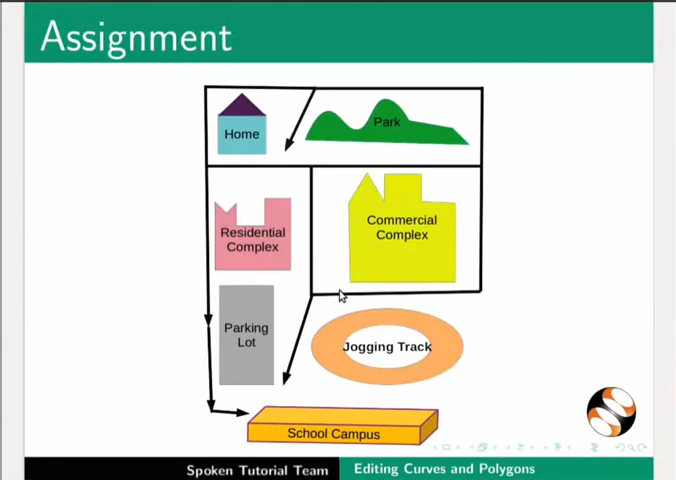 Assignment
Home
Park
Residential
Complex
Commercial
Complex
Parking
Lot
Jogging Track
School Campus
Spoken Tutorial Team
Editing Curves and Polygons